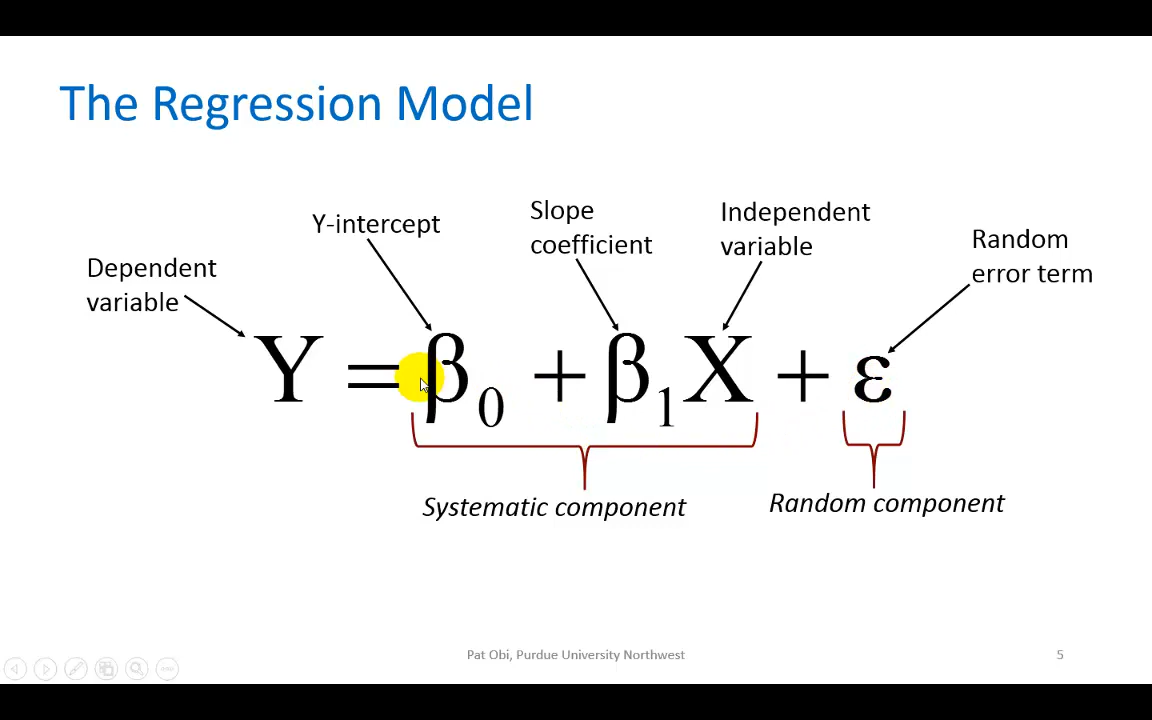 The Regression Model
Dependent
variable
Y-intercept
Slope
coefficient
Independent
variable
Random
error term
Y = β0 + β1X + ε
Systematic component
Random component
Pat Obi, Purdue University Northwest
5